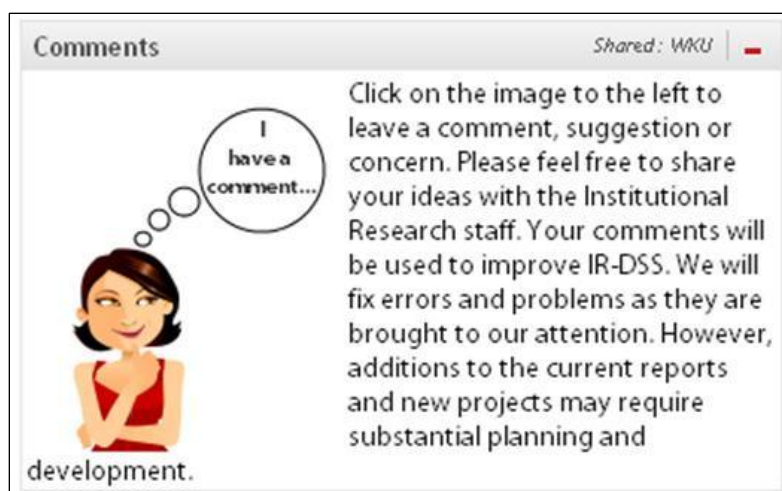 Comments
Shared: WKU
I
have a
comment...
Click on the image to the left to
leave a comment, suggestion or
concern. Please feel free to share
your ideas with the Institutional
Research staff. Your comments will
be used to improve IR-DSS. We will
fix errors and problems as they are
brought to our attention. However,
additions to the current reports
and new projects may require
substantial planning and
development.